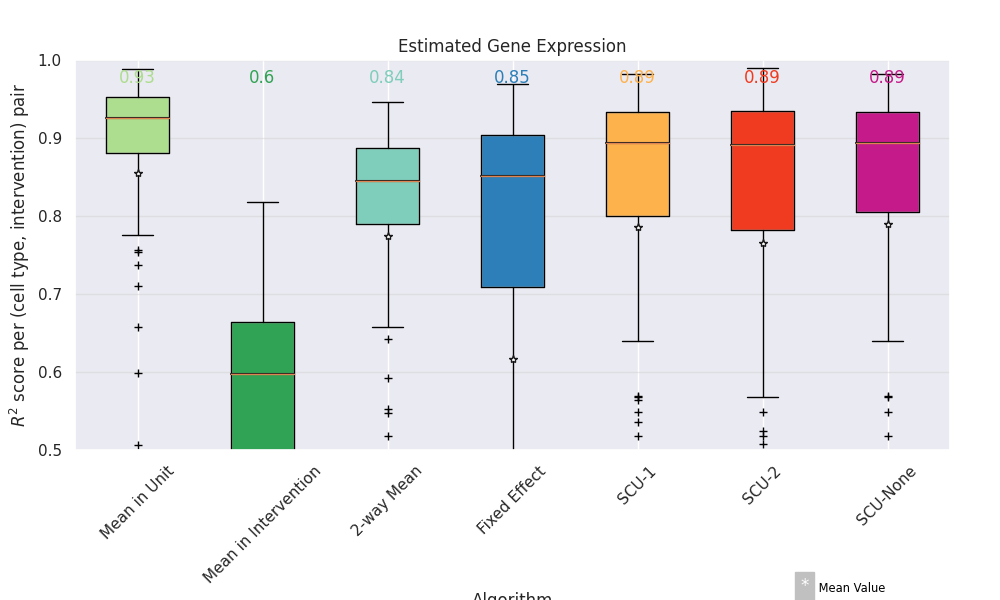 Estimated Gene Expression
1.0
0.9
0.8
0.7
0.6
0.5
R² score per (cell type, intervention) pair
0.93
0.6
0.84
0.85
0.89
0.89
0.89
Mean in Unit
Mean in Intervention
2-way Mean
Fixed Effect
SCU-1
SCU-2
SCU-None
Algorithm
* Mean Value